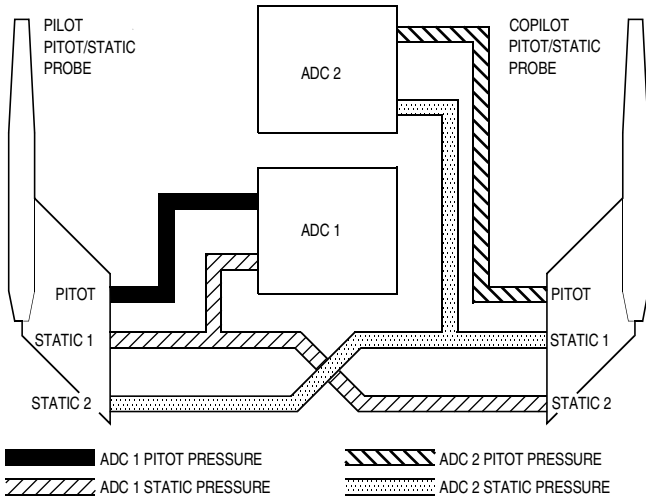 PILOT
PITOT/STATIC
PROBE
COPILOT
PITOT/STATIC
PROBE
ADC 2
ADC 1
PITOT
PITOT
STATIC 1
STATIC 1
STATIC 2
STATIC 2
ADC 1 PITOT PRESSURE
ADC 2 PITOT PRESSURE
ADC 1 STATIC PRESSURE
ADC 2 STATIC PRESSURE